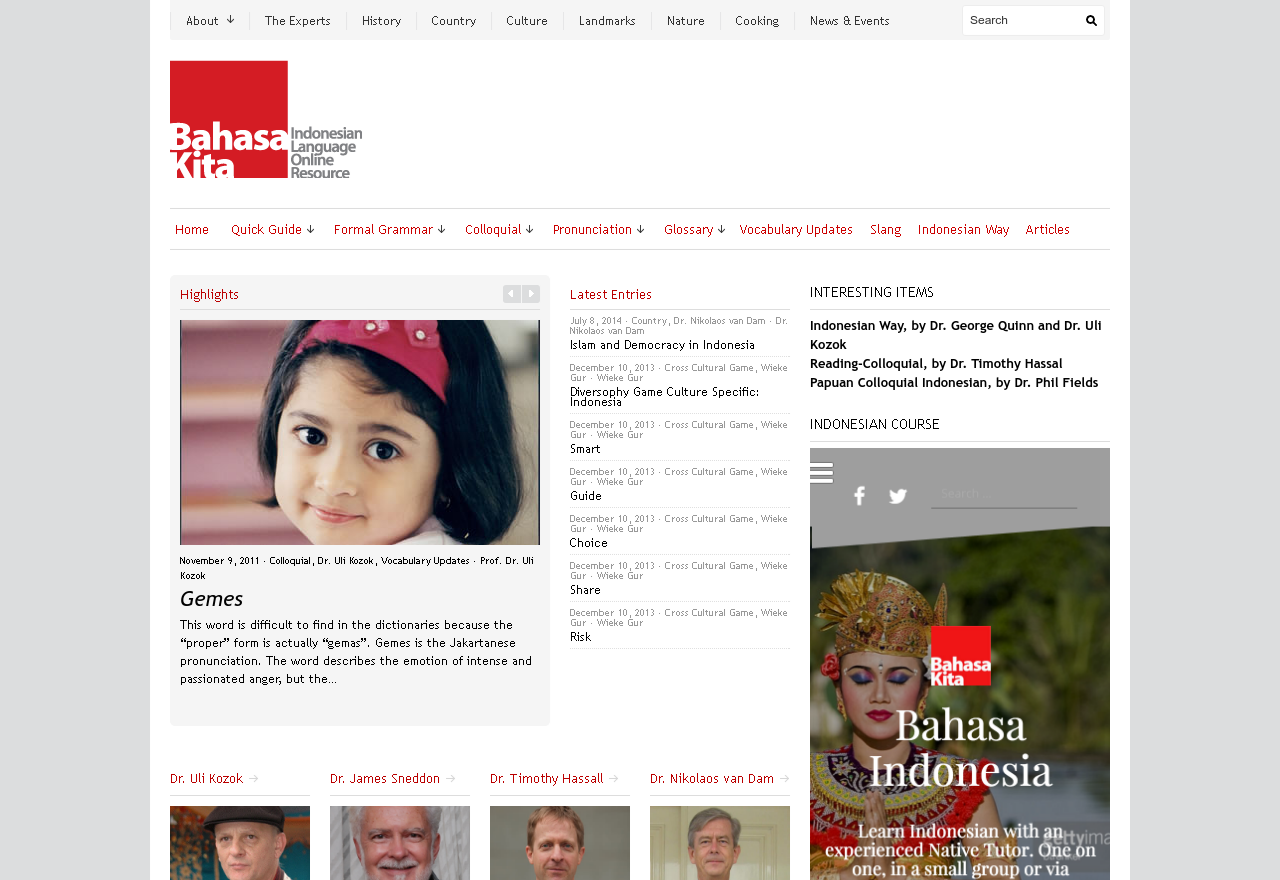 About
The Experts
History
Country
Culture
Landmarks
Nature
Cooking
News & Events
Search
Bahasa
Kita
Indonesian
Language
Online
Resource
Home
Quick Guide
Formal Grammar
Colloquial
Pronunciation
Glossary
Vocabulary Updates
Slang
Indonesian Way
Articles
Highlights
November 9, 2011 · Colloquial, Dr. Uli Kozok, Vocabulary Updates · Prof. Dr. Uli
Kozok
Gemes
This word is difficult to find in the dictionaries because the
“proper” form is actually “gemas”. Gemes is the Jakartanese
pronunciation. The word describes the emotion of intense and
passionated anger, but the...
Latest Entries
July 8, 2014 · Country, Dr. Nikolaos van Dam · Dr.
Nikolaos van Dam
Islam and Democracy in Indonesia
December 10, 2013 · Cross Cultural Game, Wieke
Gur · Wieke Gur
Diversophy Game Culture Specific:
Indonesia
December 10, 2013 · Cross Cultural Game, Wieke
Gur · Wieke Gur
Smart
December 10, 2013 · Cross Cultural Game, Wieke
Gur · Wieke Gur
Guide
December 10, 2013 · Cross Cultural Game, Wieke
Gur · Wieke Gur
Choice
December 10, 2013 · Cross Cultural Game, Wieke
Gur · Wieke Gur
Share
December 10, 2013 · Cross Cultural Game, Wieke
Gur · Wieke Gur
Risk
INTERESTING ITEMS
Indonesian Way, by Dr. George Quinn and Dr. Uli
Kozok
Reading-Colloquial, by Dr. Timothy Hassal
Papuan Colloquial Indonesian, by Dr. Phil Fields
INDONESIAN COURSE
Search ...
Bahasa
Kita
Bahasa
Indonesia
Learn Indonesian with an
experienced Native Tutor. One on
one, in a small group or via
Dr. Uli Kozok →
Dr. James Sneddon →
Dr. Timothy Hassall →
Dr. Nikolaos van Dam →